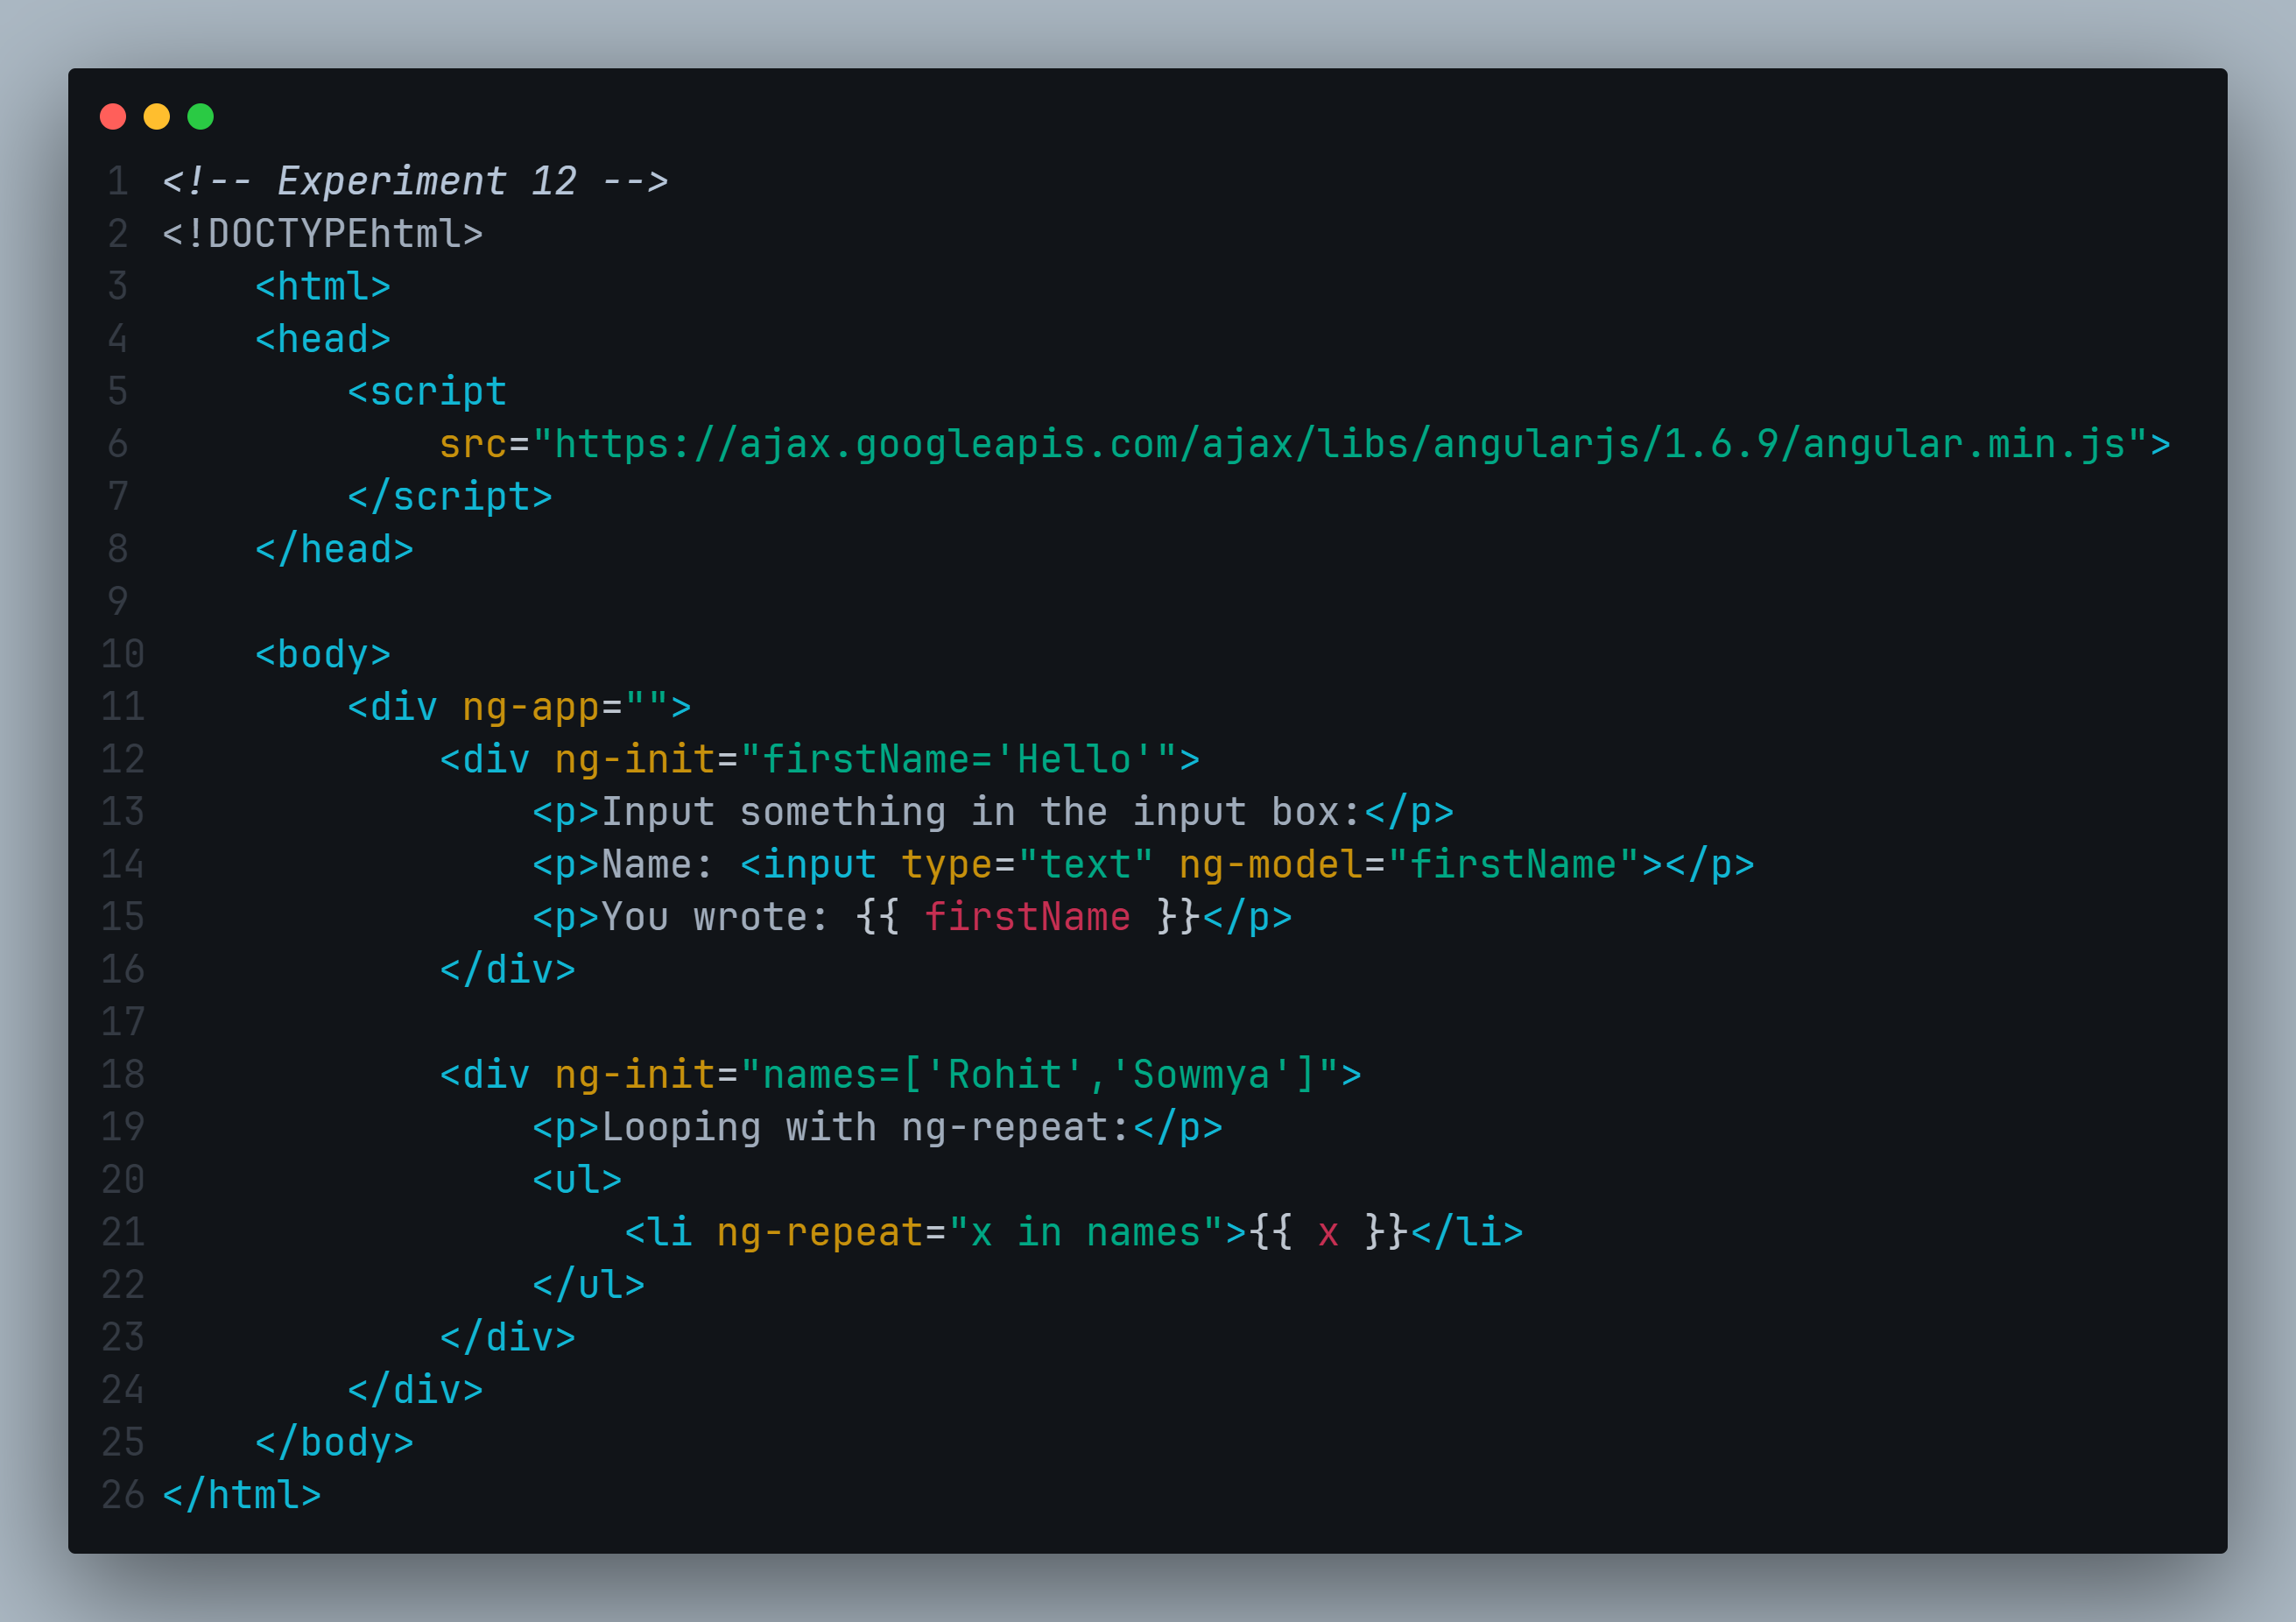 1 <!-- Experiment 12 -->
2 <!DOCTYPEhtml>
3     <html>
4     <head>
5         <script
6             src="https://ajax.googleapis.com/ajax/libs/angularjs/1.6.9/angular.min.js">
7         </script>
8     </head>
9
10     <body>
11         <div ng-app="">
12             <div ng-init="firstName='Hello'">
13                 <p>Input something in the input box:</p>
14                 <p>Name: <input type="text" ng-model="firstName"></p>
15                 <p>You wrote: {{ firstName }}</p>
16             </div>
17
18             <div ng-init="names=['Rohit','Sowmya']">
19                 <p>Looping with ng-repeat:</p>
20                 <ul>
21                     <li ng-repeat="x in names">{{ x }}</li>
22                 </ul>
23             </div>
24         </div>
25     </body>
26 </html>